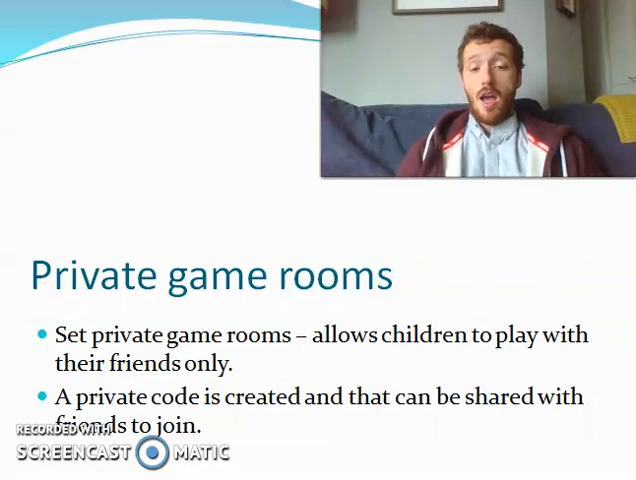 Private game rooms
Set private game rooms – allows children to play with
their friends only.
A private code is created and that can be shared with
friends to join.
RECORDED WITH
SCREENCAST MATIC